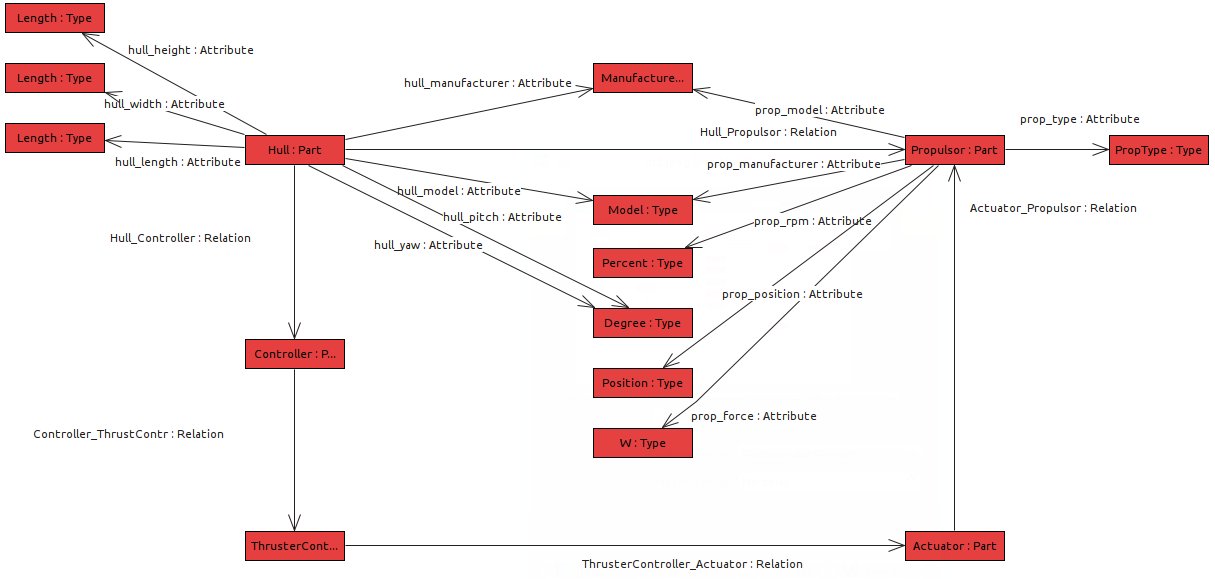 Length : Type
hull_height : Attribute
Length : Type
hull_manufacturer : Attribute
Manufacture...
hull_width : Attribute
prop_model : Attribute
prop_type : Attribute
Length : Type
Hull_Propulsor : Relation
Hull : Part
Propulsor : Part
PropType : Type
hull_length : Attribute
prop_manufacturer : Attribute
hull_model : Attribute
Model : Type
Actuator_Propulsor : Relation
hull_pitch : Attribute
prop_rpm : Attribute
Hull_Controller : Relation
hull_yaw : Attribute
Percent : Type
prop_position : Attribute
Degree : Type
Controller : P...
Position : Type
prop_force : Attribute
Controller_ThrustContr : Relation
W : Type
ThrusterCont...
Actuator : Part
ThrusterController_Actuator : Relation